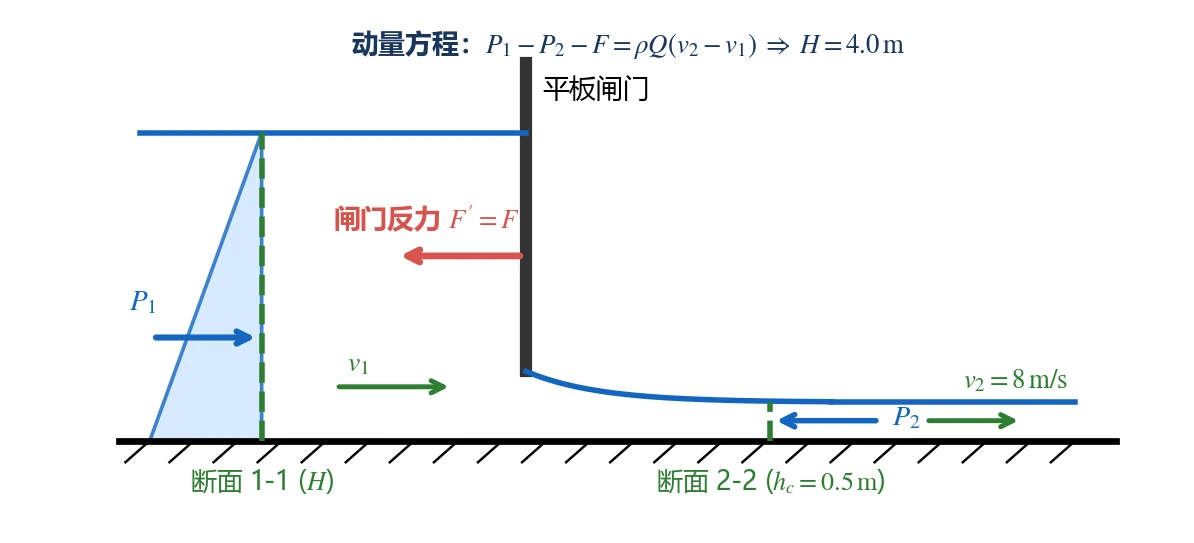 动量方程：P₁ − P₂ − F = ρQ(v₂ − v₁) ⇒ H = 4.0 m
平板闸门
闸门反力 F′ = F
P₁
v₁
v₂ = 8 m/s
P₂
断面 1-1 (H)
断面 2-2 (h_c = 0.5 m)